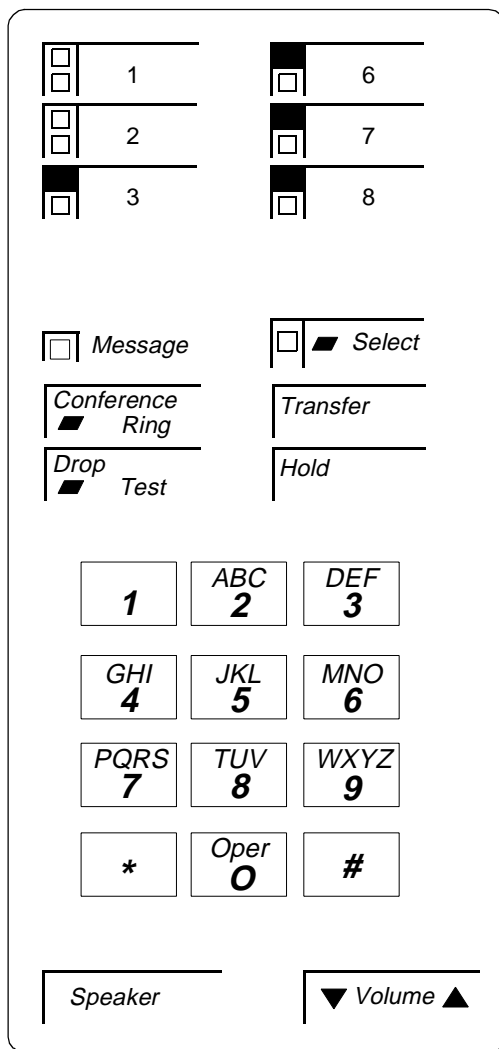 1 6
2 7
3 8
Message Select
Conference Transfer
Ring
Drop Hold
Test
ABC DEF
1 2 3
GHI JKL MNO
4 5 6
PQRS TUV WXYZ
7 8 9
Oper
* O #
Speaker ▼ Volume ▲